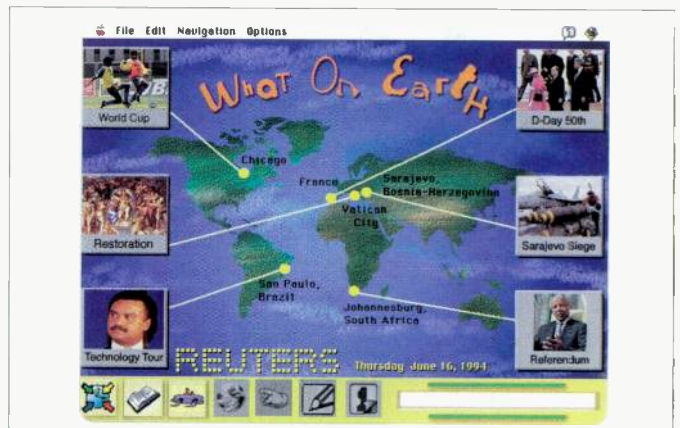 File Edit Navigation Options
What On Earth
World Cup
D-Day 50th
Chicago
France
Sarajevo,
Bosnia-Herzegovina
Vatican
City
Restoration
Sarajevo Siege
Sao Paulo,
Brazil
Johannesburg,
South Africa
Technology Tour
Referendum
REUTERS
Thursday June 16, 1994